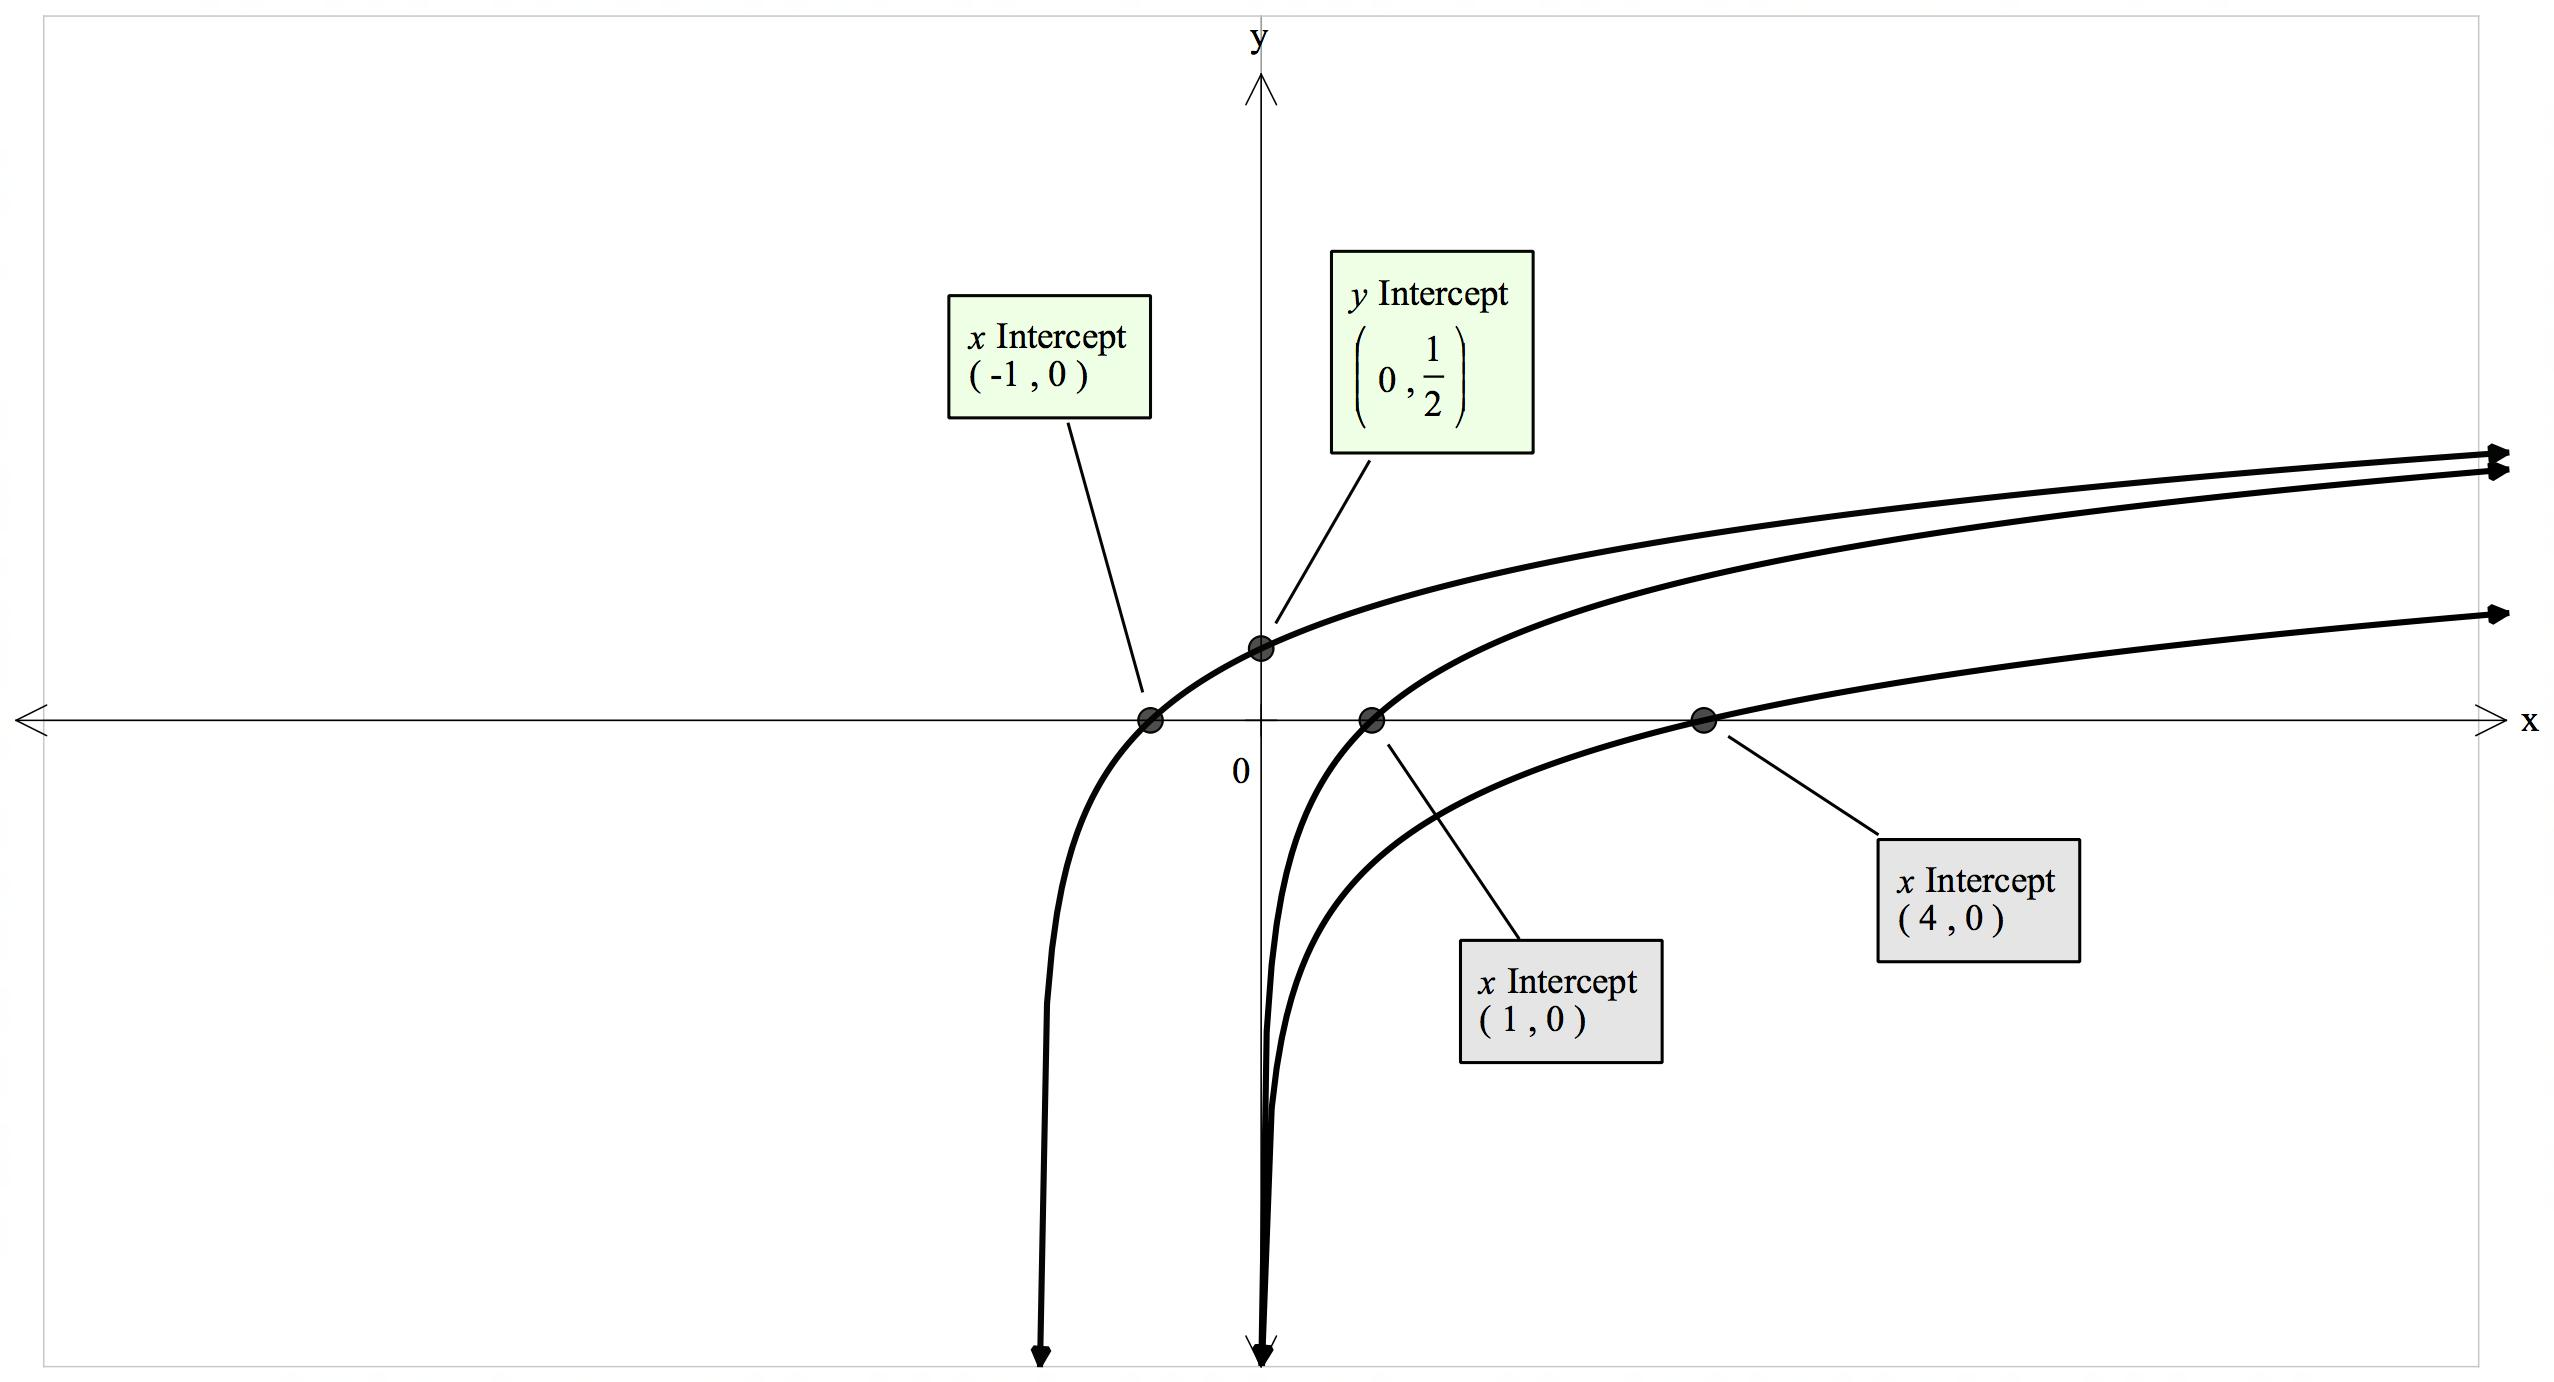 y
y Intercept
( 0 , 1/2 )
x Intercept
( -1 , 0 )
x
0
x Intercept
( 4 , 0 )
x Intercept
( 1 , 0 )